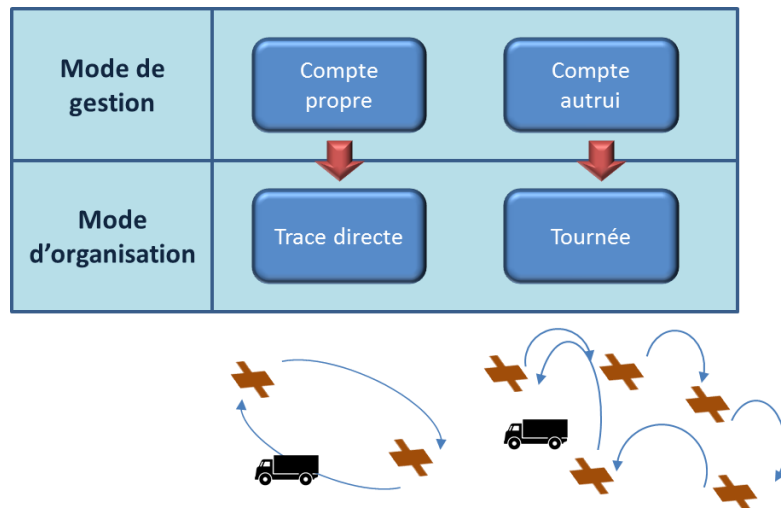 Mode de
gestion
Compte
propre
Compte
autrui
Mode
d'organisation
Trace directe
Tournée